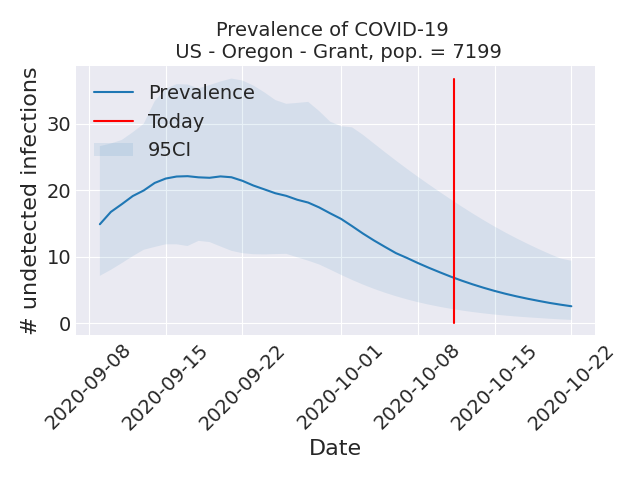 Prevalence of COVID-19
US - Oregon - Grant, pop. = 7199
# undetected infections
30
20
10
0
Prevalence
Today
95CI
2020-09-08
2020-09-15
2020-09-22
2020-10-01
2020-10-08
2020-10-15
2020-10-22
Date